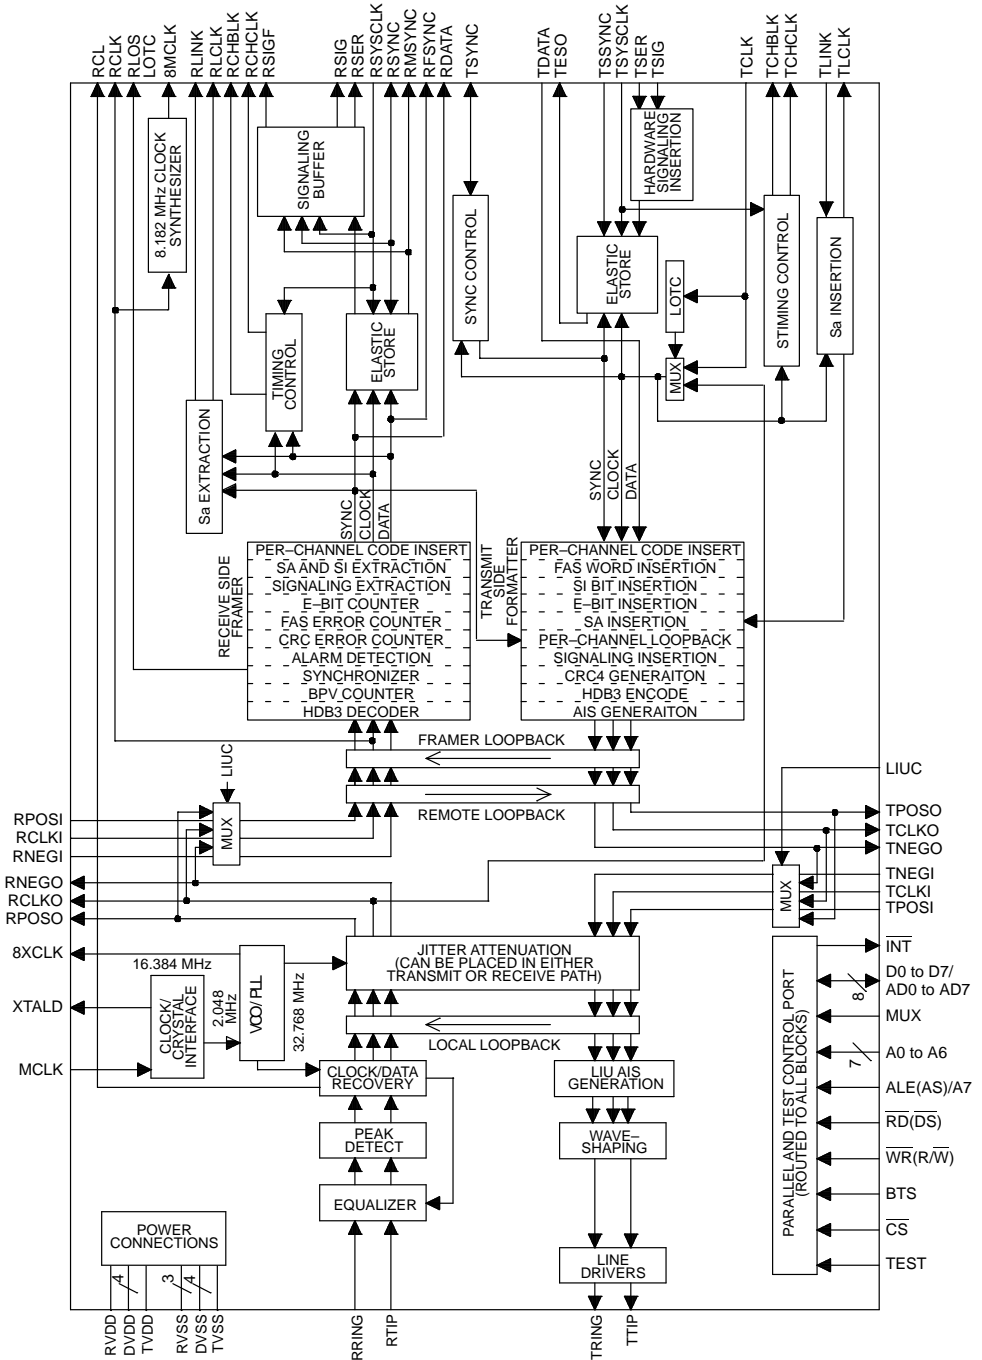 RCL
RCLK
RLOS
LOTC
8MCLK
RLINK
RLCLK
RCHBLK
RCHCLK
RSIGF
RSIG
RSER
RSYSCLK
RSYNC
RMSYNC
RFSYNC
RDATA
TSYNC
TDATA
TESO
TSSYNC
TSYSCLK
TSER
TSIG
TCLK
TCHBLK
TCHCLK
TLINK
TLCLK
8.182 MHz CLOCK
SYNTHESIZER
SIGNALING
BUFFER
SYNC CONTROL
HARDWARE
SIGNALING
INSERTION
ELASTIC
STORE
LOTC
MUX
STIMING CONTROL
Sa INSERTION
TIMING
CONTROL
ELASTIC
STORE
Sa EXTRACTION
SYNC
CLOCK
DATA
SYNC
CLOCK
DATA
RECEIVE SIDE
FRAMER
PER–CHANNEL CODE INSERT
SA AND SI EXTRACTION
SIGNALING EXTRACTION
E–BIT COUNTER
FAS ERROR COUNTER
CRC ERROR COUNTER
ALARM DETECTION
SYNCHRONIZER
BPV COUNTER
HDB3 DECODER
TRANSMIT
SIDE
FORMATTER
PER–CHANNEL CODE INSERT
FAS WORD INSERTION
SI BIT INSERTION
E–BIT INSERTION
SA INSERTION
PER–CHANNEL LOOPBACK
SIGNALING INSERTION
CRC4 GENERAITON
HDB3 ENCODE
AIS GENERAITON
FRAMER LOOPBACK
REMOTE LOOPBACK
LIUC
MUX
RPOSI
RCLKI
RNEGI
RNEGO
RCLKO
RPOSO
8XCLK
XTALD
MCLK
LIUC
TPOSO
TCLKO
TNEGO
TNEGI
TCLKI
TPOSI
MUX
JITTER ATTENUATION
(CAN BE PLACED IN EITHER
TRANSMIT OR RECEIVE PATH)
16.384 MHz
CLOCK/
CRYSTAL
INTERFACE
2.048
MHz
VCO/ PLL
32.768 MHz
LOCAL LOOPBACK
CLOCK/DATA
RECOVERY
LIU AIS
GENERATION
PEAK
DETECT
WAVE–
SHAPING
EQUALIZER
LINE
DRIVERS
PARALLEL AND TEST CONTROL PORT
(ROUTED TO ALL BLOCKS)
INT
D0 to D7/
AD0 to AD7
8
MUX
A0 to A6
7
ALE(AS)/A7
RD(DS)
WR(R/W)
BTS
CS
TEST
POWER
CONNECTIONS
4
3
4
RVDD
DVDD
TVDD
RVSS
DVSS
TVSS
RRING
RTIP
TRING
TTIP